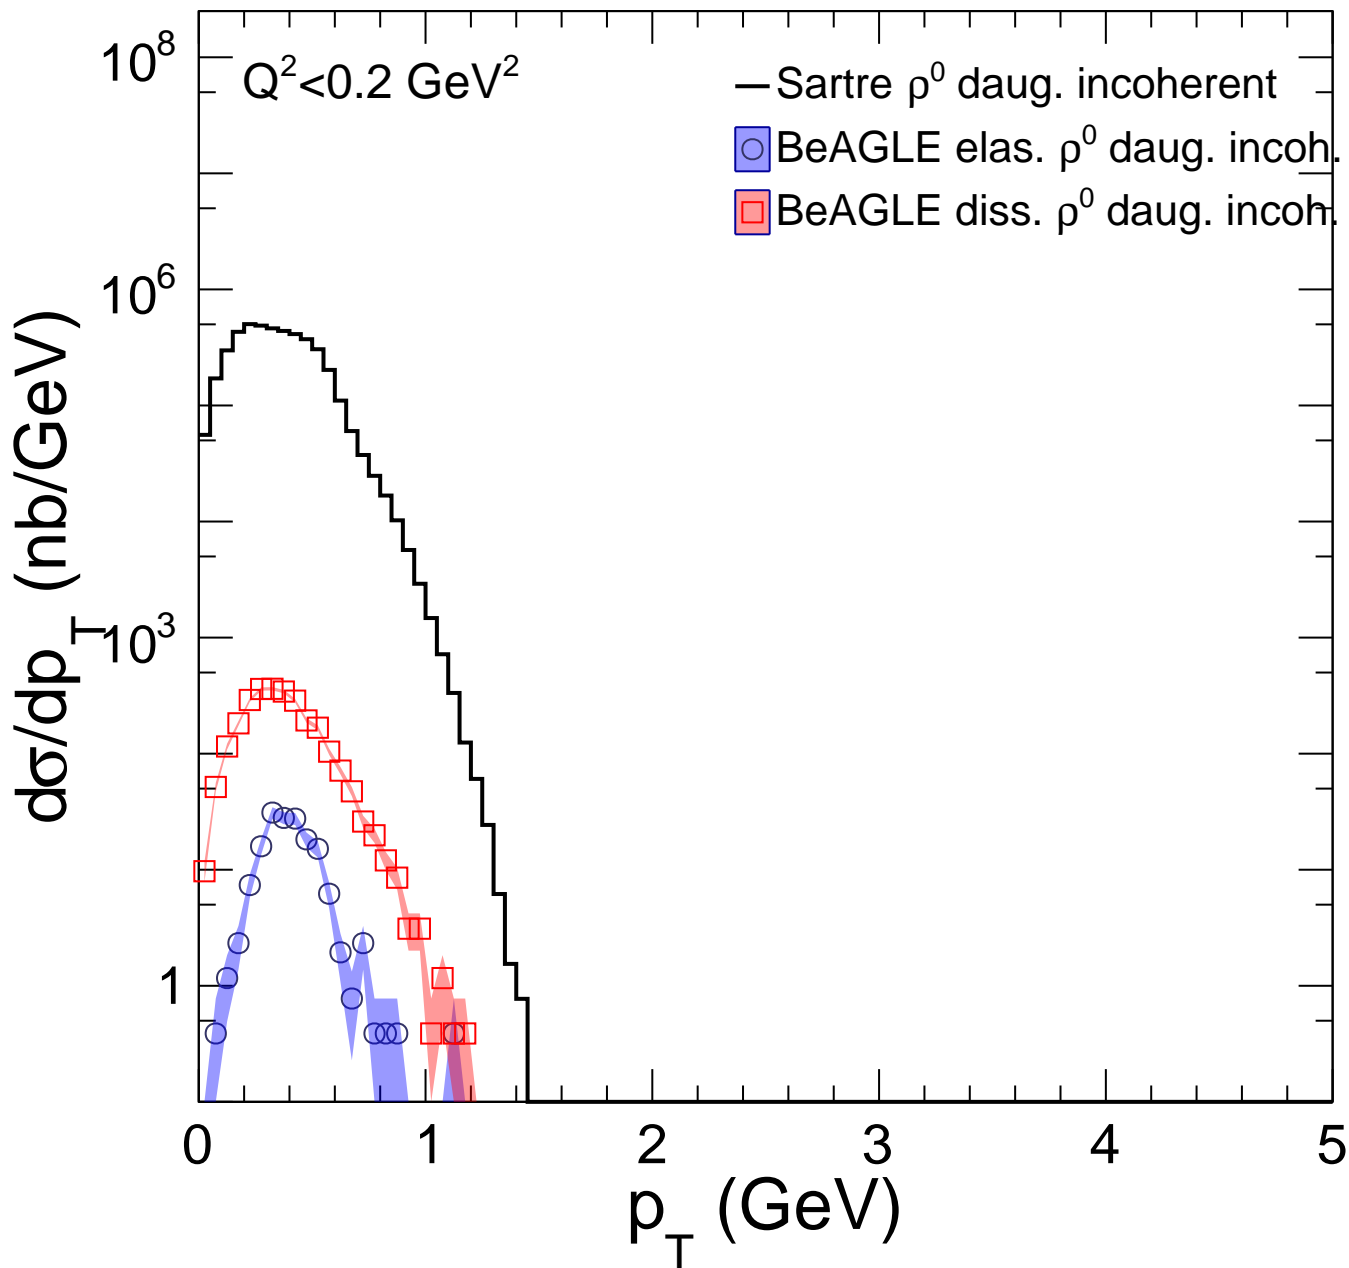 10^8
Q^2<0.2 GeV^2
Sartre ρ^0 daug. incoherent
BeAGLE elas. ρ^0 daug. incoh.
BeAGLE diss. ρ^0 daug. incoh.
10^6
10^3
1
dσ/dp_T (nb/GeV)
0 1 2 3 4 5
p_T (GeV)